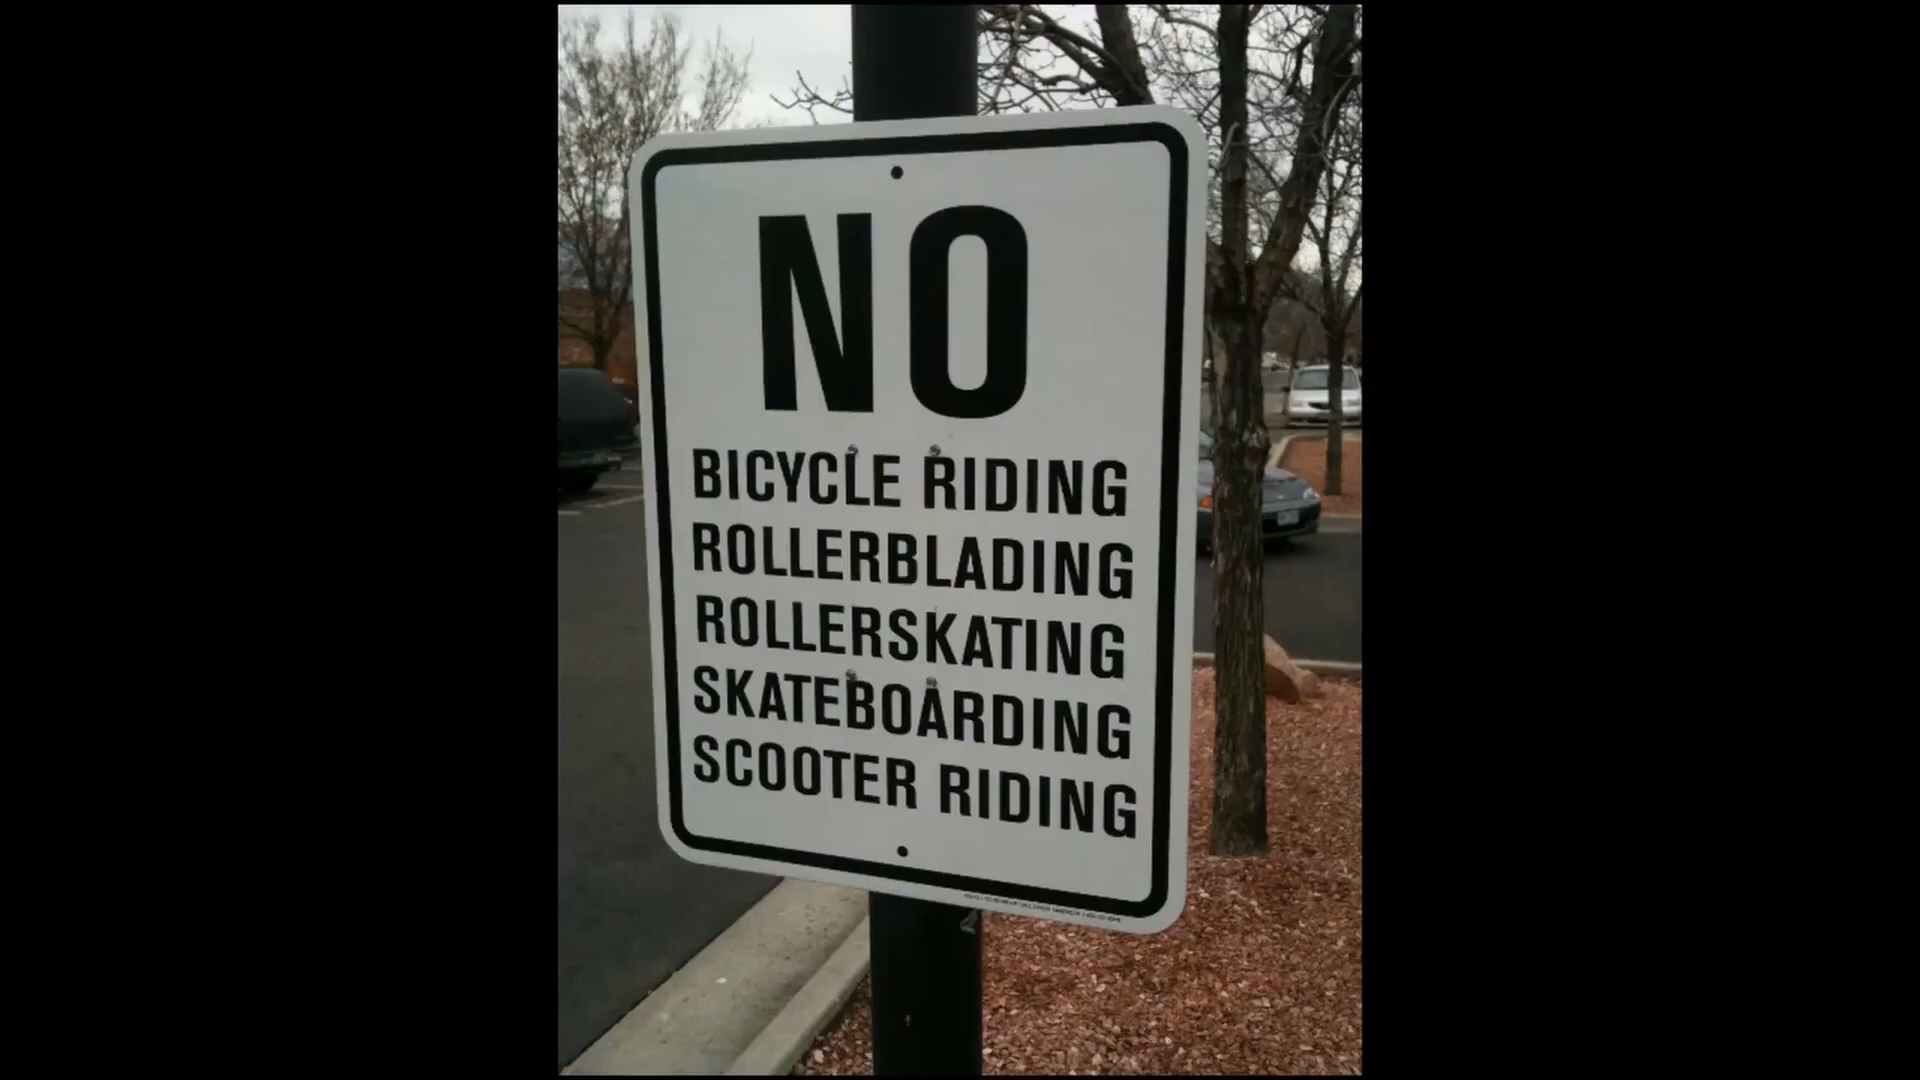 NO
BICYCLE RIDING
ROLLERBLADING
ROLLERSKATING
SKATEBOARDING
SCOOTER RIDING